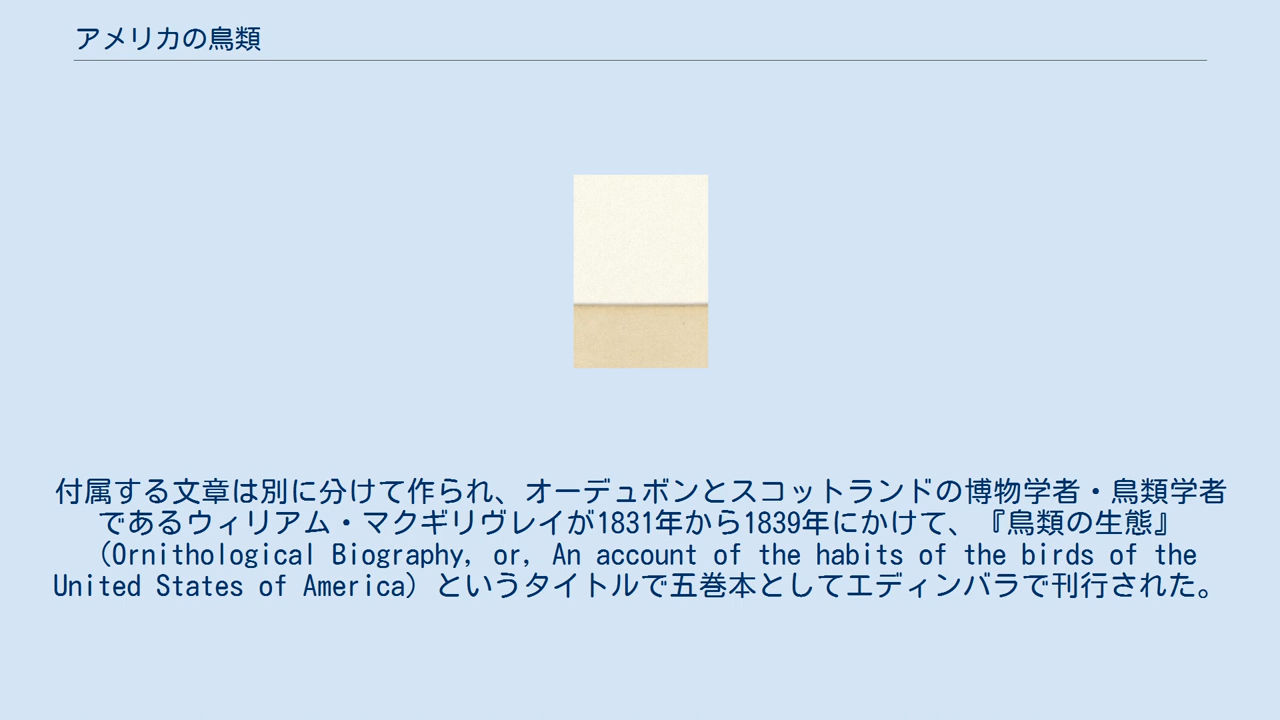 アメリカの鳥類
付属する文章は別に分けて作られ、オーデュボンとスコットランドの博物学者・鳥類学者
であるウィリアム・マクギリヴレイが1831年から1839年にかけて、『鳥類の生態』
（Ornithological Biography, or, An account of the habits of the birds of the
United States of America）というタイトルで五巻本としてエディンバラで刊行された。